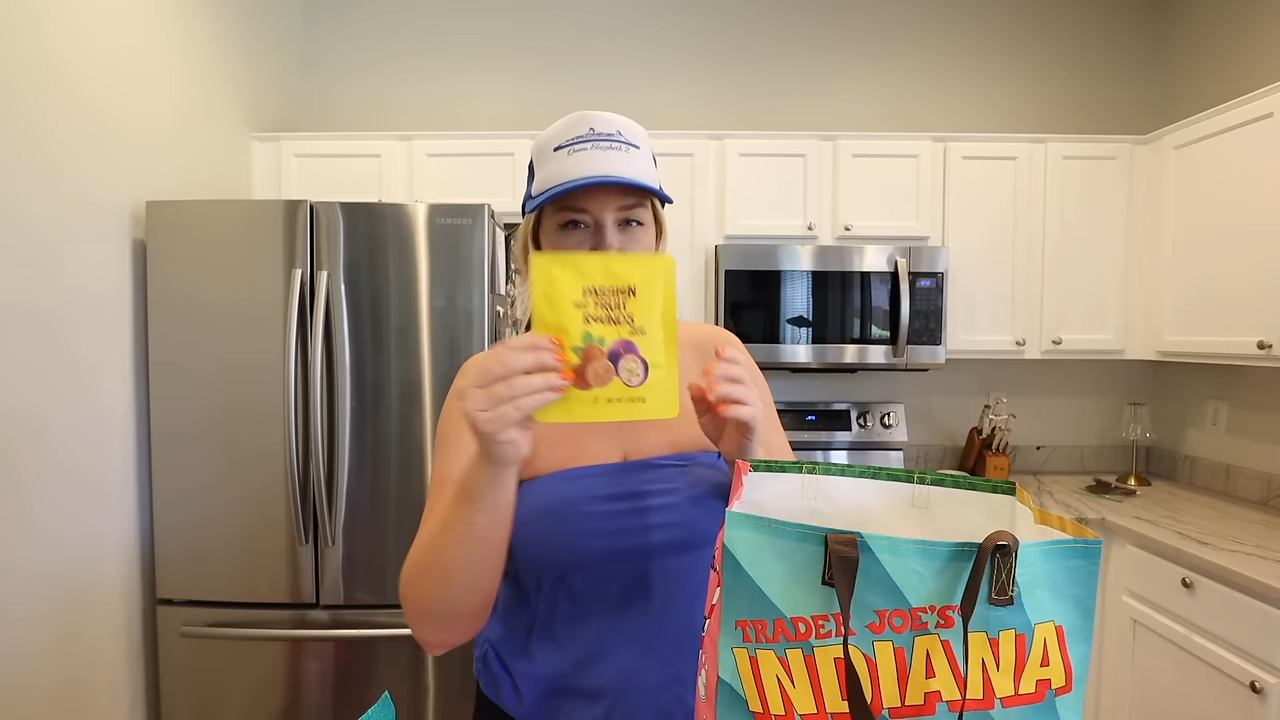 SAMSUNG
Queen Elizabeth 2
PASSION
FRUIT
ROUNDS
TRADER JOE'S
INDIANA